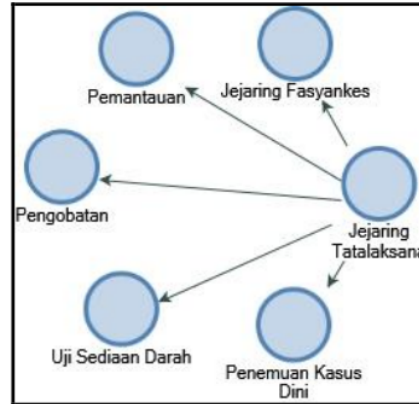 Pemantauan
Jejaring Fasyankes
Pengobatan
Jejaring
Tatalaksana
Uji Sediaan Darah
Penemuan Kasus
Dini